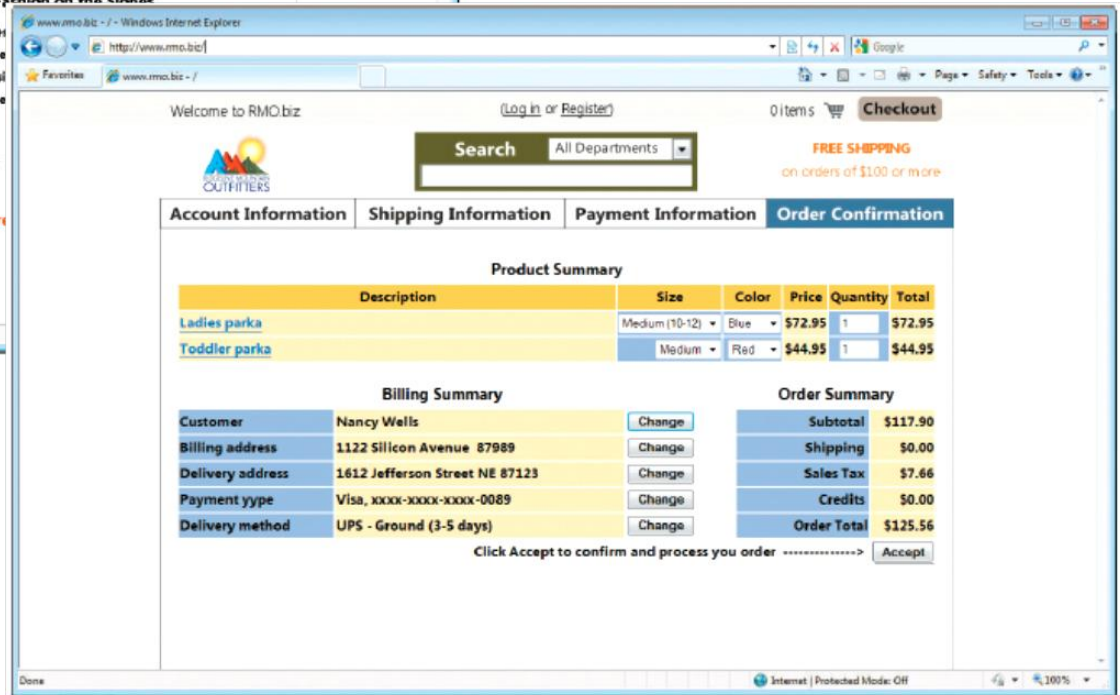 www.rmo.biz - / - Windows Internet Explorer
http://www.rmo.biz/
Google
Favorites www.rmo.biz - /
Page Safety Tools
Welcome to RMO.biz (Log in or Register) 0 items Checkout
Search All Departments
FREE SHIPPING
on orders of $100 or more
OUTFITTERS
Account Information Shipping Information Payment Information Order Confirmation
Product Summary
Description Size Color Price Quantity Total
Ladies parka Medium (10-12) Blue $72.95 1 $72.95
Toddler parka Medium Red $44.95 1 $44.95
Billing Summary Order Summary
Customer Nancy Wells Change Subtotal $117.90
Billing address 1122 Silicon Avenue 87989 Change Shipping $0.00
Delivery address 1612 Jefferson Street NE 87123 Change Sales Tax $7.66
Payment yype Visa, xxxx-xxxx-xxxx-0089 Change Credits $0.00
Delivery method UPS - Ground (3-5 days) Change Order Total $125.56
Click Accept to confirm and process you order --------------> Accept
Done Internet | Protected Mode: Off 100%